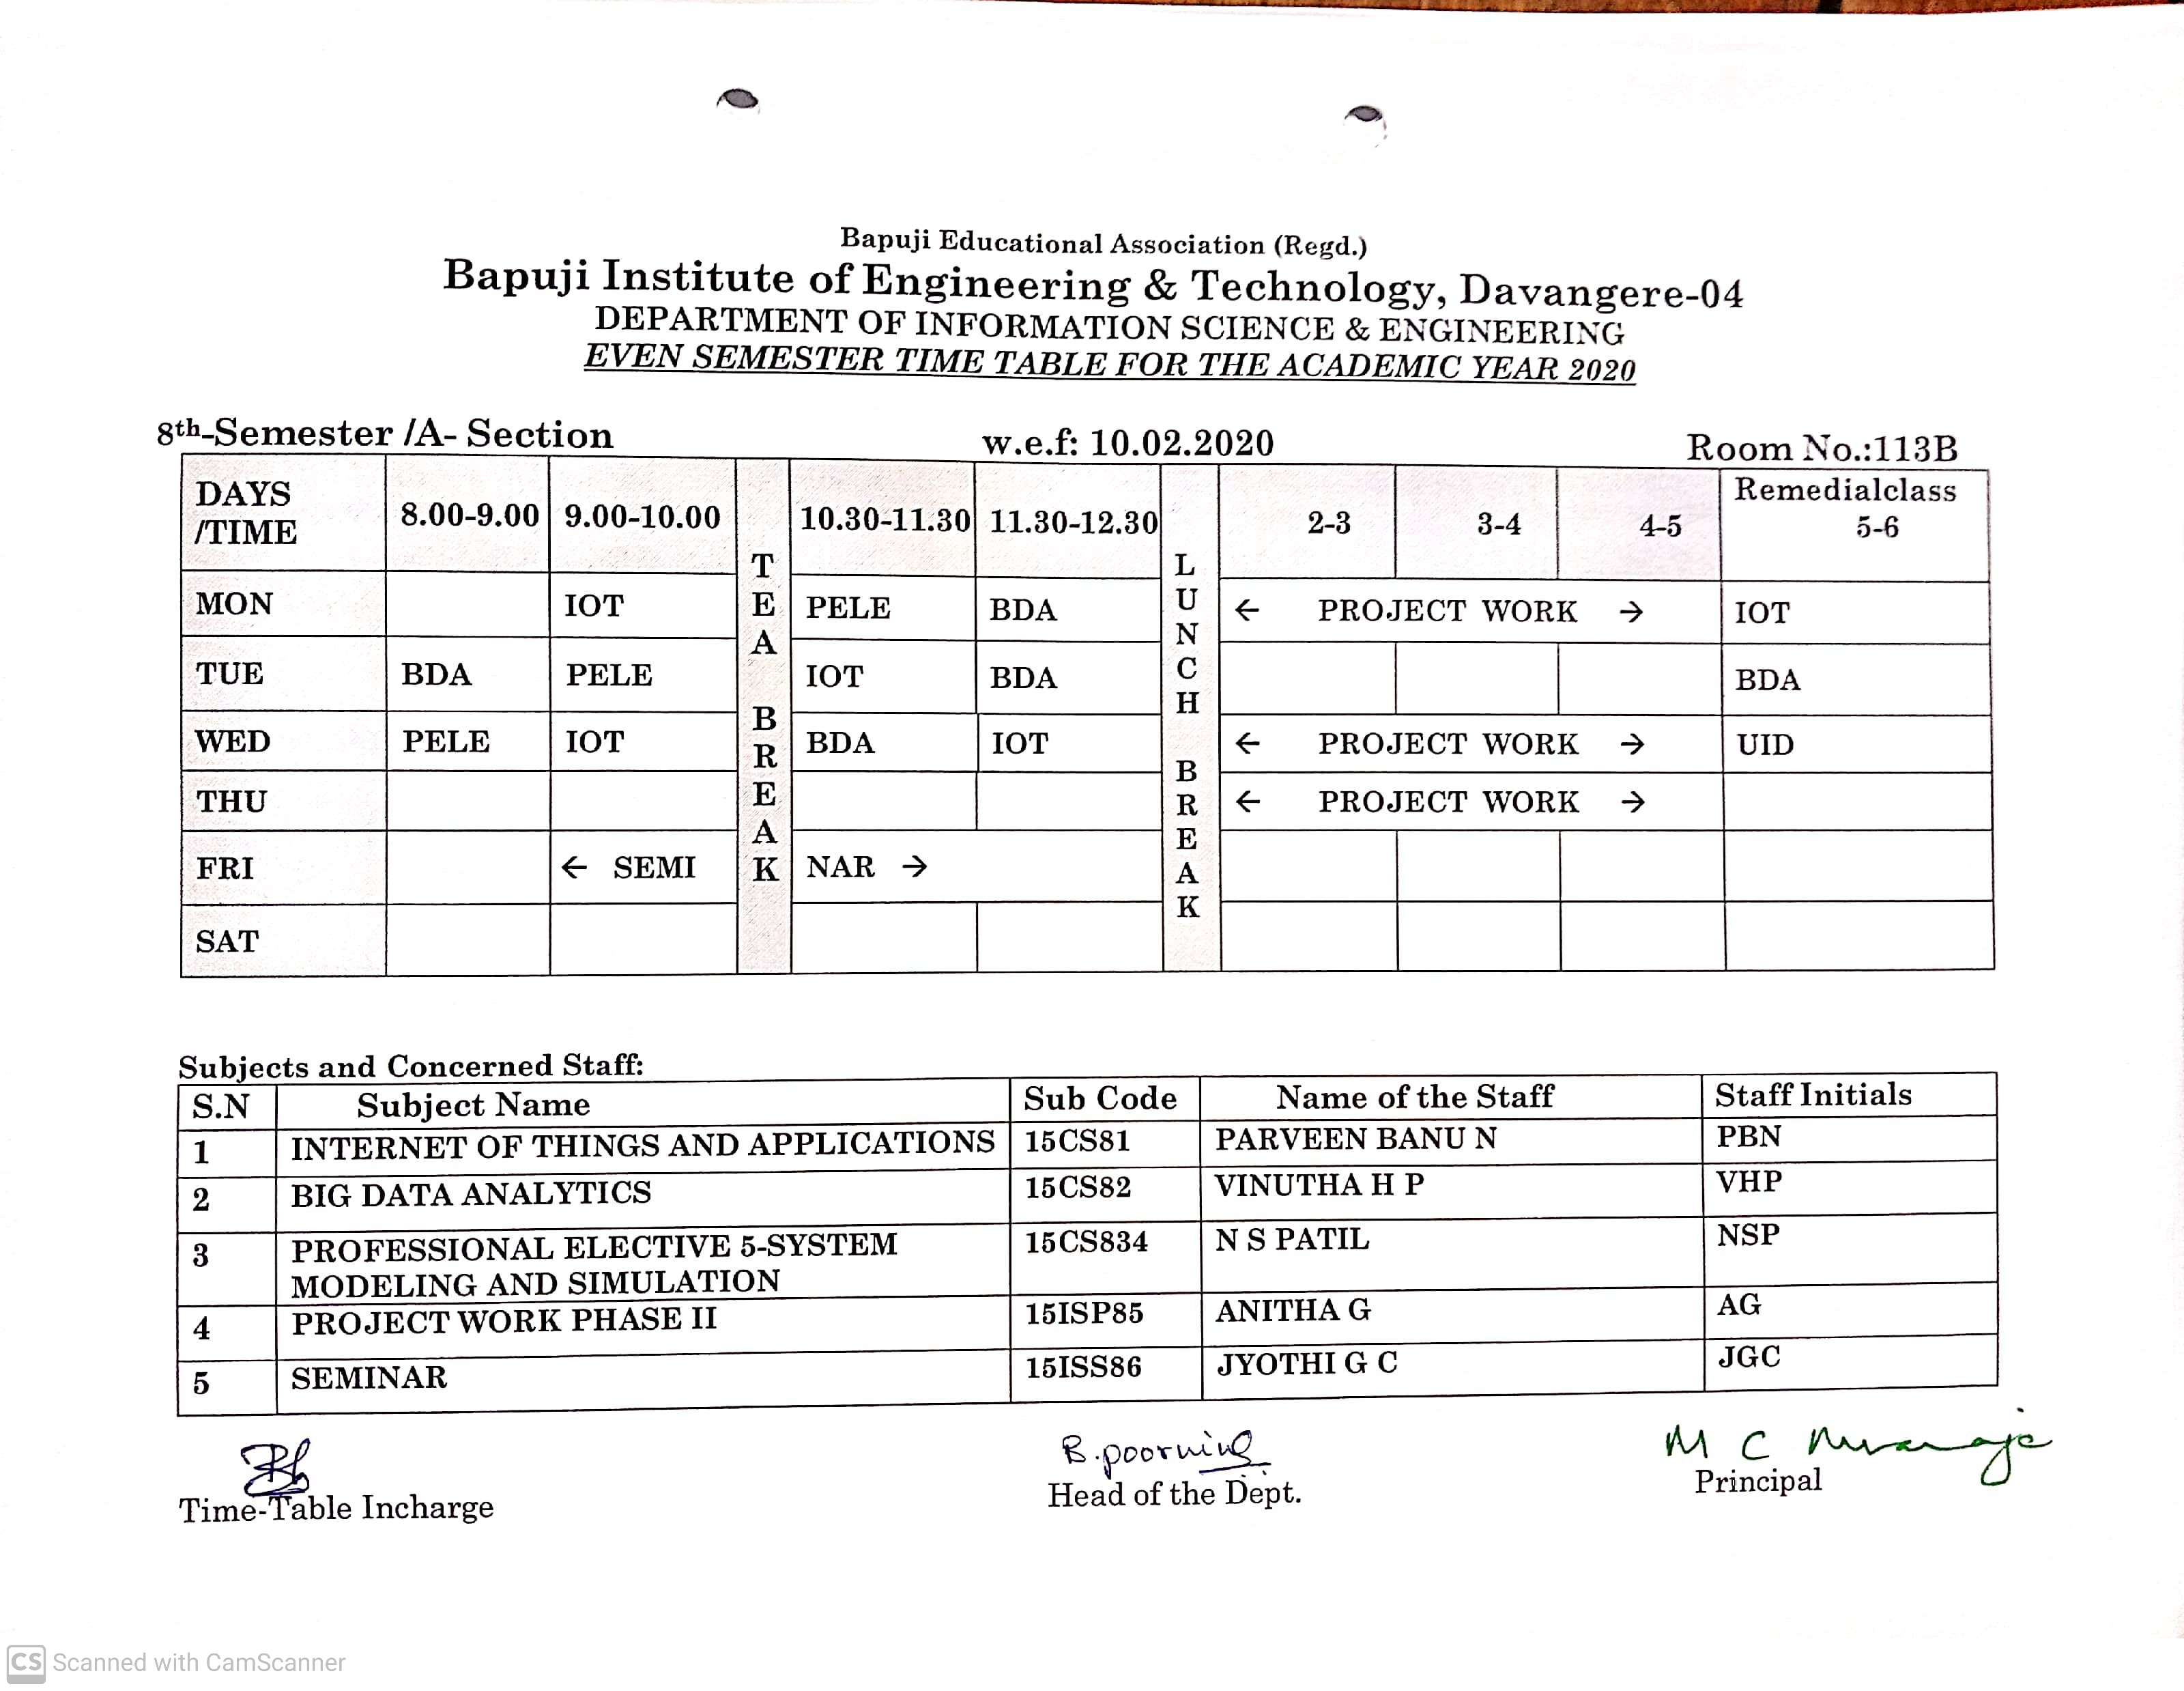 Bapuji Educational Association (Regd.)
Bapuji Institute of Engineering & Technology, Davangere-04
DEPARTMENT OF INFORMATION SCIENCE & ENGINEERING
EVEN SEMESTER TIME TABLE FOR THE ACADEMIC YEAR 2020
8th-Semester /A- Section w.e.f: 10.02.2020 Room No.:113B
DAYS /TIME 8.00-9.00 9.00-10.00 TEA BREAK 10.30-11.30 11.30-12.30 LUNCH BREAK 2-3 3-4 4-5 Remedialclass 5-6
MON IOT PELE BDA ← PROJECT WORK → IOT
TUE BDA PELE IOT BDA BDA
WED PELE IOT BDA IOT ← PROJECT WORK → UID
THU ← PROJECT WORK →
FRI ← SEMI NAR →
SAT
Subjects and Concerned Staff:
S.N Subject Name Sub Code Name of the Staff Staff Initials
1 INTERNET OF THINGS AND APPLICATIONS 15CS81 PARVEEN BANU N PBN
2 BIG DATA ANALYTICS 15CS82 VINUTHA H P VHP
3 PROFESSIONAL ELECTIVE 5-SYSTEM 15CS834 N S PATIL NSP
MODELING AND SIMULATION
4 PROJECT WORK PHASE II 15ISP85 ANITHA G AG
5 SEMINAR 15ISS86 JYOTHI G C JGC
B.poornima M C
Time-Table Incharge Head of the Dept. Principal
CS Scanned with CamScanner